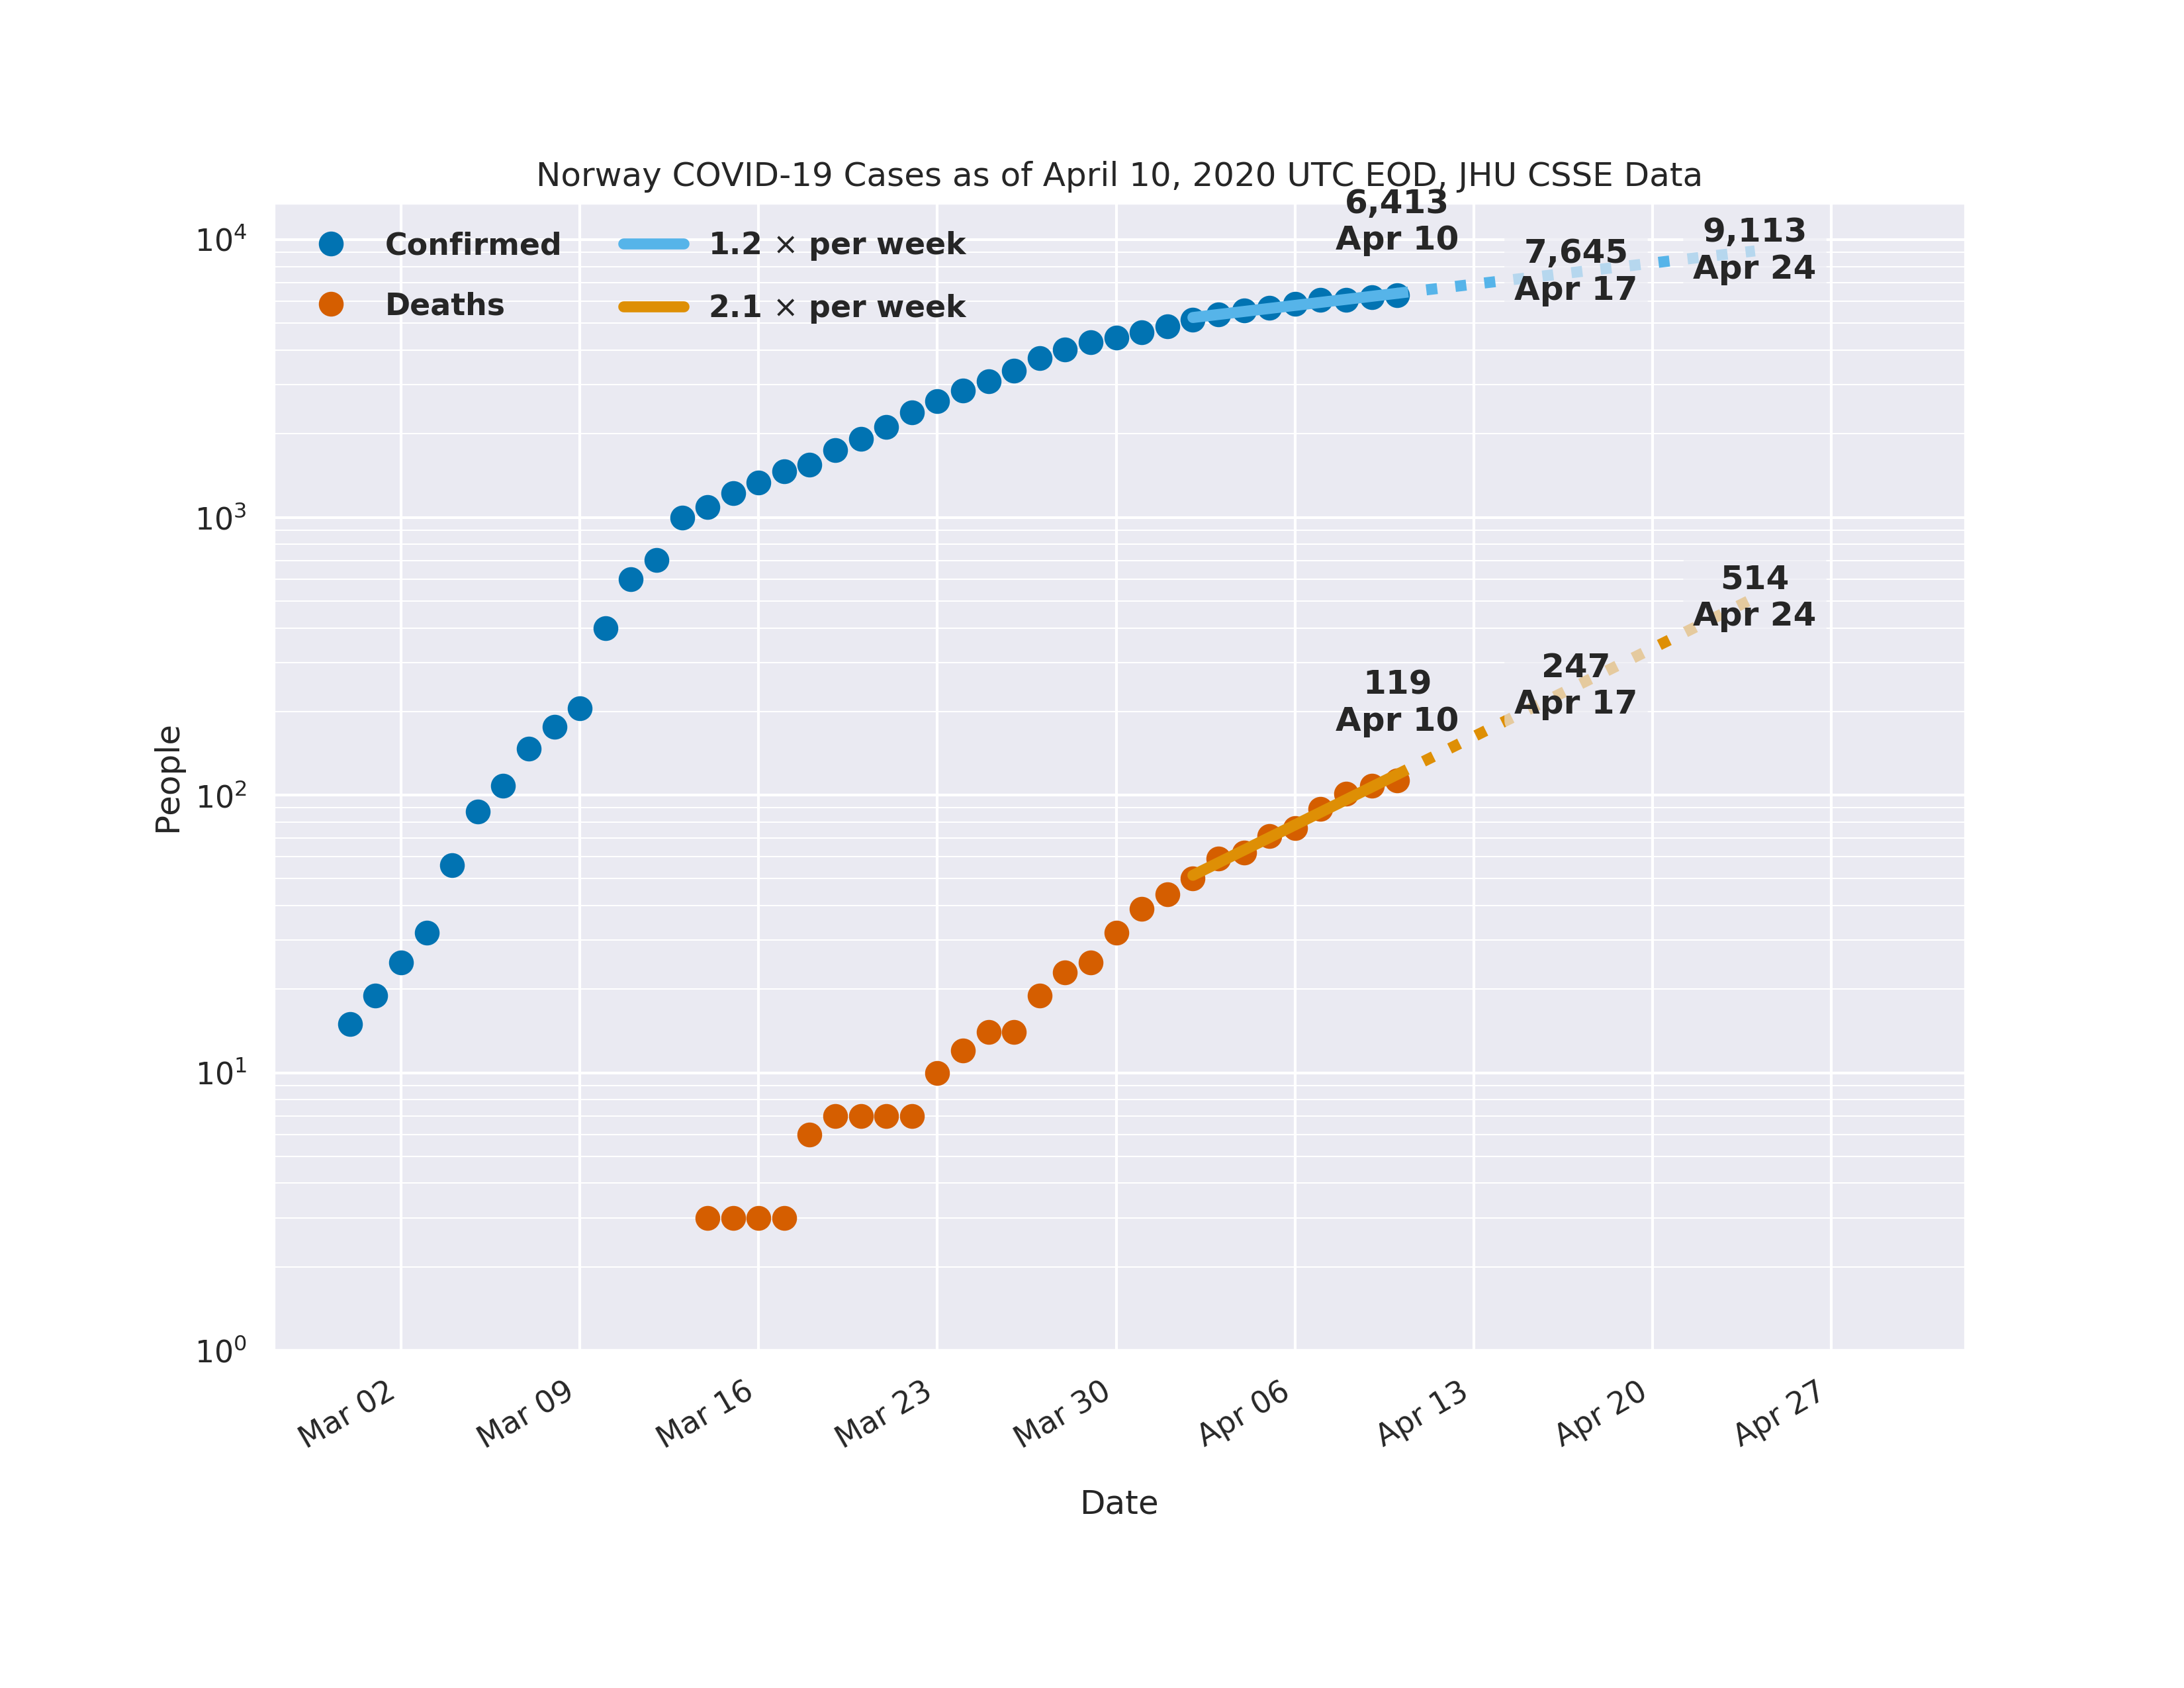 Norway COVID-19 Cases as of April 10, 2020 UTC EOD, JHU CSSE Data
Confirmed
Deaths
1.2 × per week
2.1 × per week
6,413
Apr 10
7,645
Apr 17
9,113
Apr 24
514
Apr 24
247
Apr 17
119
Apr 10
People
10⁴
10³
10²
10¹
10⁰
Mar 02
Mar 09
Mar 16
Mar 23
Mar 30
Apr 06
Apr 13
Apr 20
Apr 27
Date